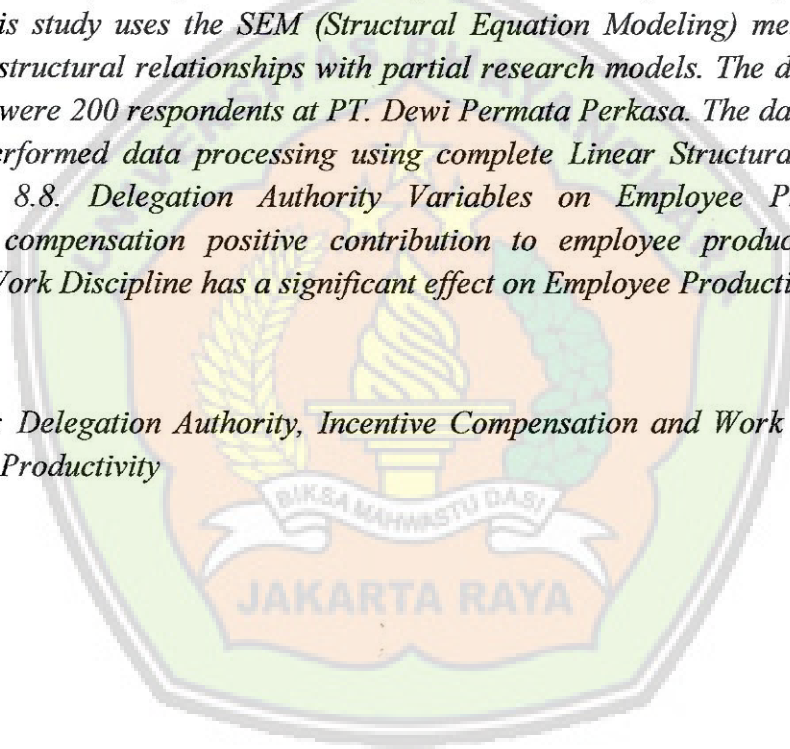 is study uses the SEM (Structural Equation Modeling) me
structural relationships with partial research models. The d
were 200 respondents at PT. Dewi Permata Perkasa. The da
erformed data processing using complete Linear Structura
8.8. Delegation Authority Variables on Employee P
compensation positive contribution to employee produc
Work Discipline has a significant effect on Employee Producti
: Delegation Authority, Incentive Compensation and Work
Productivity
UNIVERSITAS BHAYANGKARA
BIKSA MAHWASTU DASI
JAKARTA RAYA